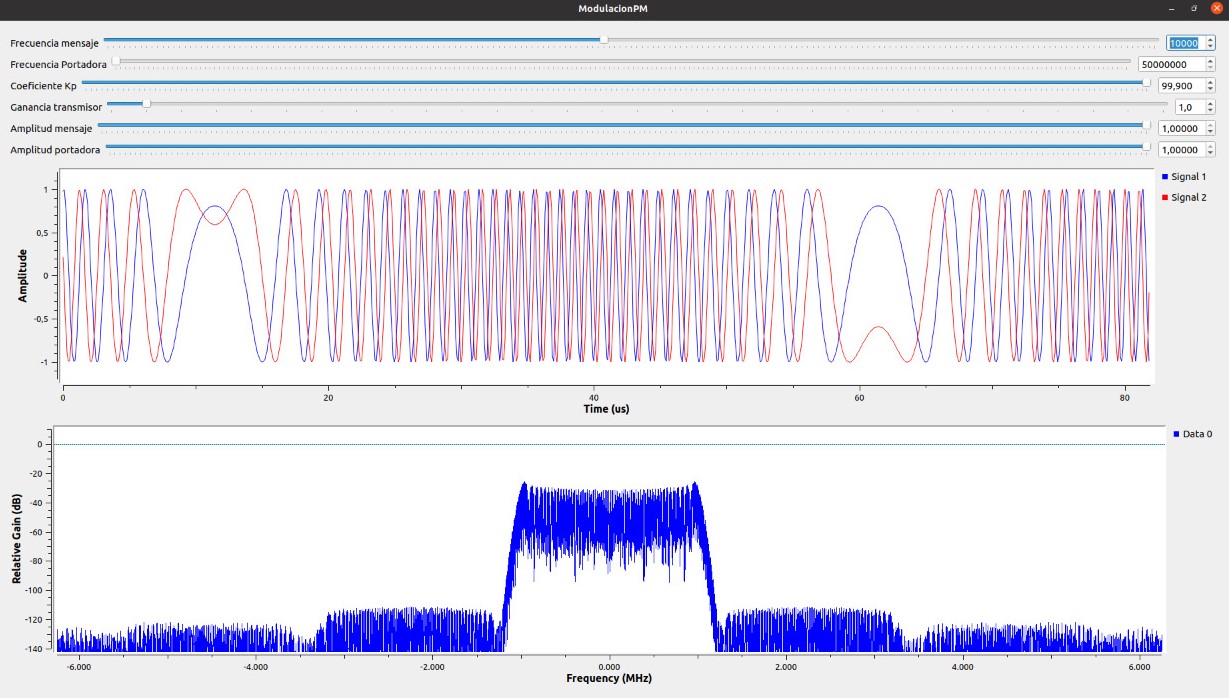 ModulacionPM
Frecuencia mensaje 10000
Frecuencia Portadora 50000000
Coeficiente Kp 99,900
Ganancia transmisor 1,0
Amplitud mensaje 1,00000
Amplitud portadora 1,00000
Signal 1
Signal 2
Amplitude
1
0,5
0
-0,5
-1
0 20 40 60 80
Time (us)
Data 0
Relative Gain (dB)
0
-20
-40
-60
-80
-100
-120
-140
-6.000 -4.000 -2.000 0.000 2.000 4.000 6.000
Frequency (MHz)